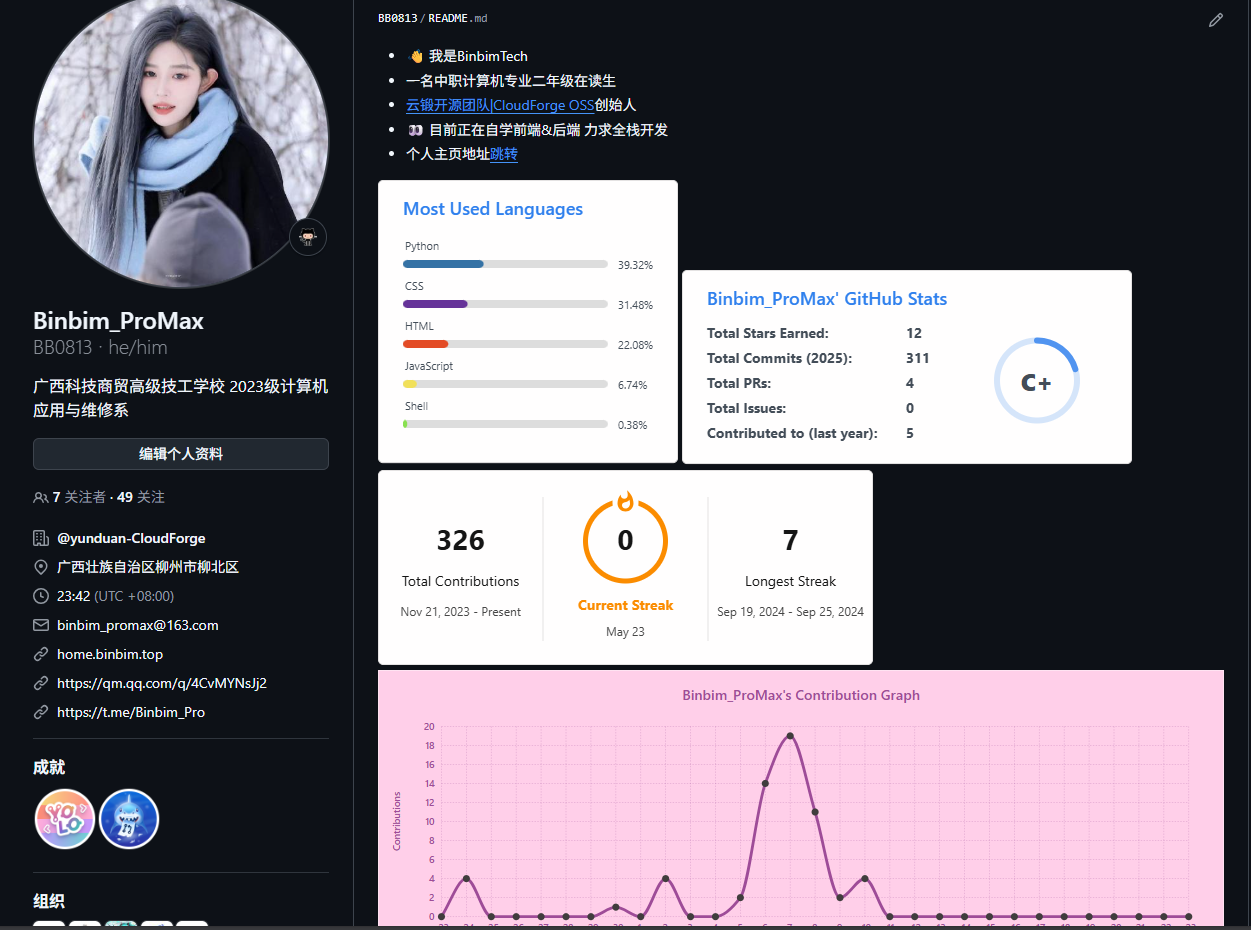 Binbim_ProMax
BB0813 · he/him
广西科技商贸高级技工学校 2023级计算机
应用与维修系
编辑个人资料
7 关注者 · 49 关注
@yunduan-CloudForge
广西壮族自治区柳州市柳北区
23:42 (UTC +08:00)
binbim_promax@163.com
home.binbim.top
https://qm.qq.com/q/4CvMYNsJj2
https://t.me/Binbim_Pro
成就
YOLO
组织
BB0813/README.md
👋 我是BinbimTech
一名中职计算机专业二年级在读生
云锻开源团队|CloudForge OSS创始人
👀 目前正在自学前端&后端 力求全栈开发
个人主页地址跳转
Most Used Languages
Python
39.32%
CSS
31.48%
HTML
22.08%
JavaScript
6.74%
Shell
0.38%
Binbim_ProMax' GitHub Stats
Total Stars Earned: 12
Total Commits (2025): 311
Total PRs: 4
Total Issues: 0
Contributed to (last year): 5
C+
326
Total Contributions
Nov 21, 2023 - Present
0
Current Streak
May 23
7
Longest Streak
Sep 19, 2024 - Sep 25, 2024
Binbim_ProMax's Contribution Graph
Contributions
20
18
16
14
12
10
8
6
4
2
0